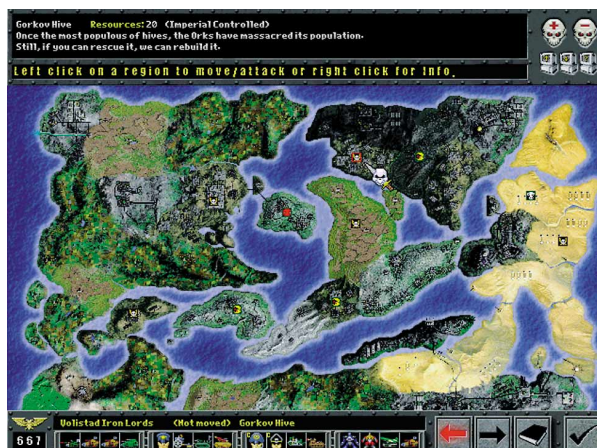 Gorkov Hive Resources: 20 (Imperial Controlled)
Once the most populous of hives, the Orks have massacred its population.
Still, if you can rescue it, we can rebuild it.
Left click on a region to move/attack or right click for Info.
Volistad Iron Lords (Not moved) Gorkov Hive
667